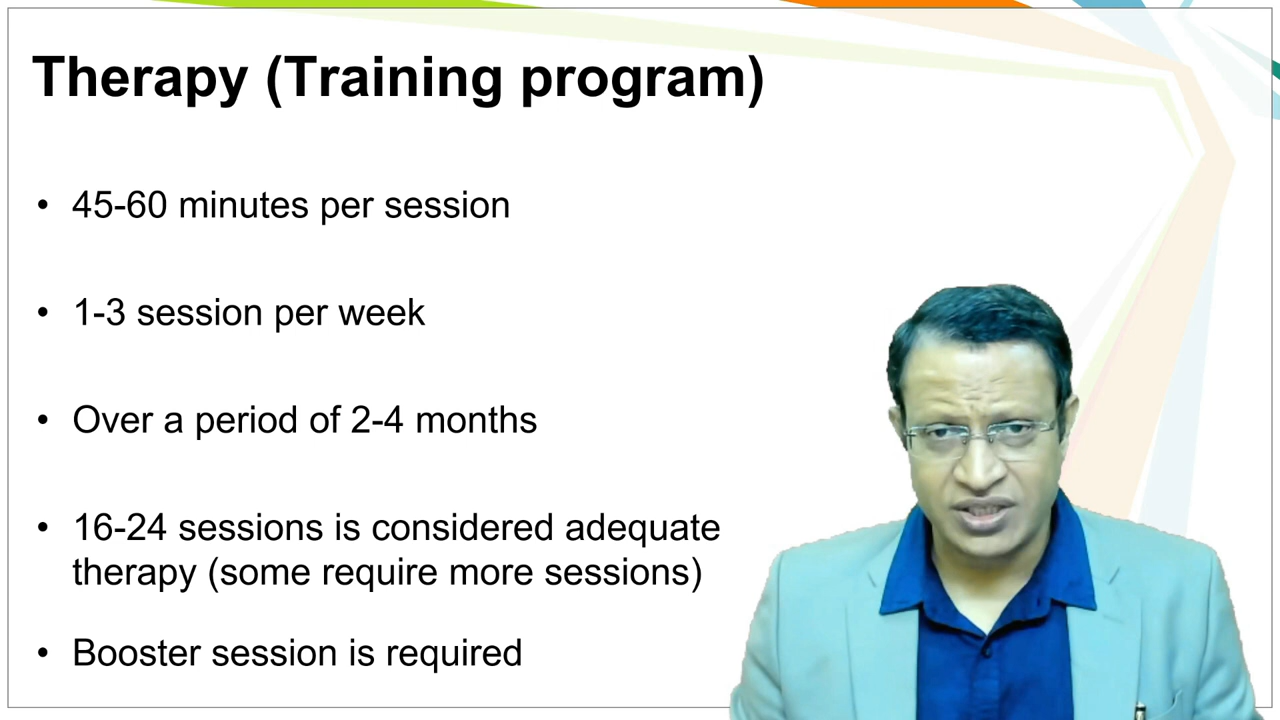 Therapy (Training program)
• 45-60 minutes per session
• 1-3 session per week
• Over a period of 2-4 months
• 16-24 sessions is considered adequate
therapy (some require more sessions)
• Booster session is required